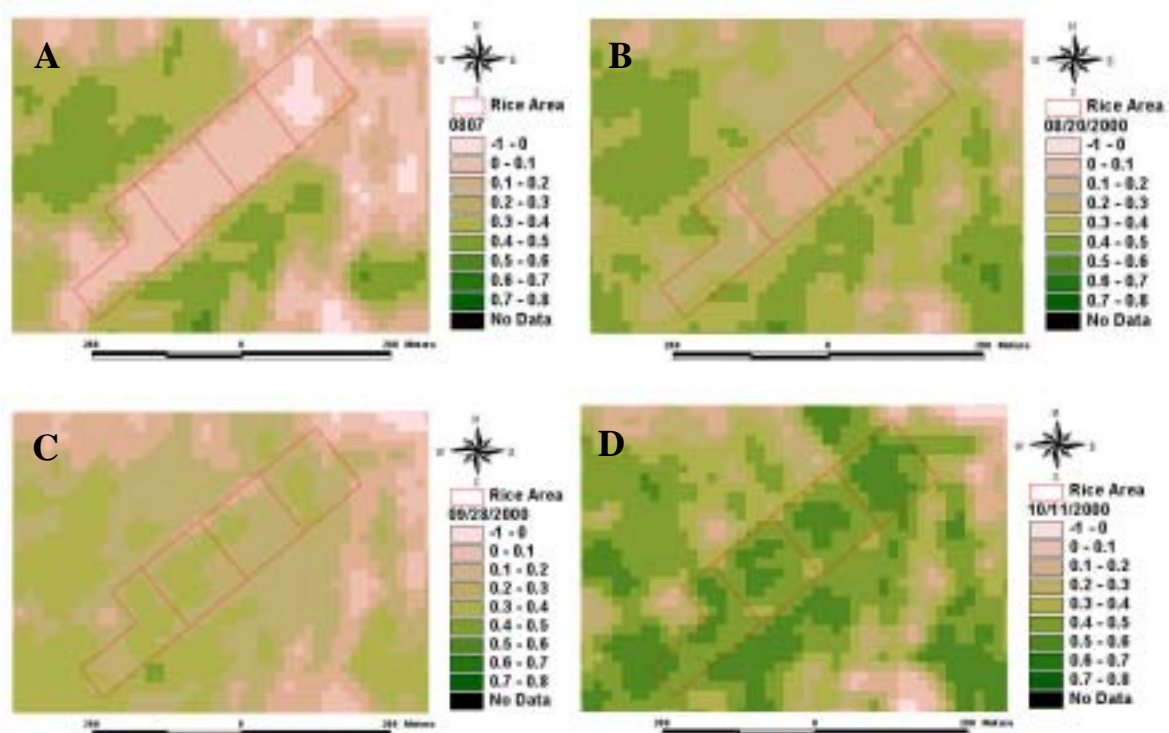 A
Rice Area
0807
-1 - 0
0 - 0.1
0.1 - 0.2
0.2 - 0.3
0.3 - 0.4
0.4 - 0.5
0.5 - 0.6
0.6 - 0.7
0.7 - 0.8
No Data
0
Meters
B
Rice Area
08/20/2000
-1 - 0
0 - 0.1
0.1 - 0.2
0.2 - 0.3
0.3 - 0.4
0.4 - 0.5
0.5 - 0.6
0.6 - 0.7
0.7 - 0.8
No Data
0
Meters
C
Rice Area
09/28/2000
-1 - 0
0 - 0.1
0.1 - 0.2
0.2 - 0.3
0.3 - 0.4
0.4 - 0.5
0.5 - 0.6
0.6 - 0.7
0.7 - 0.8
No Data
0
Meters
D
Rice Area
10/11/2000
-1 - 0
0 - 0.1
0.1 - 0.2
0.2 - 0.3
0.3 - 0.4
0.4 - 0.5
0.5 - 0.6
0.6 - 0.7
0.7 - 0.8
No Data
0
Meters